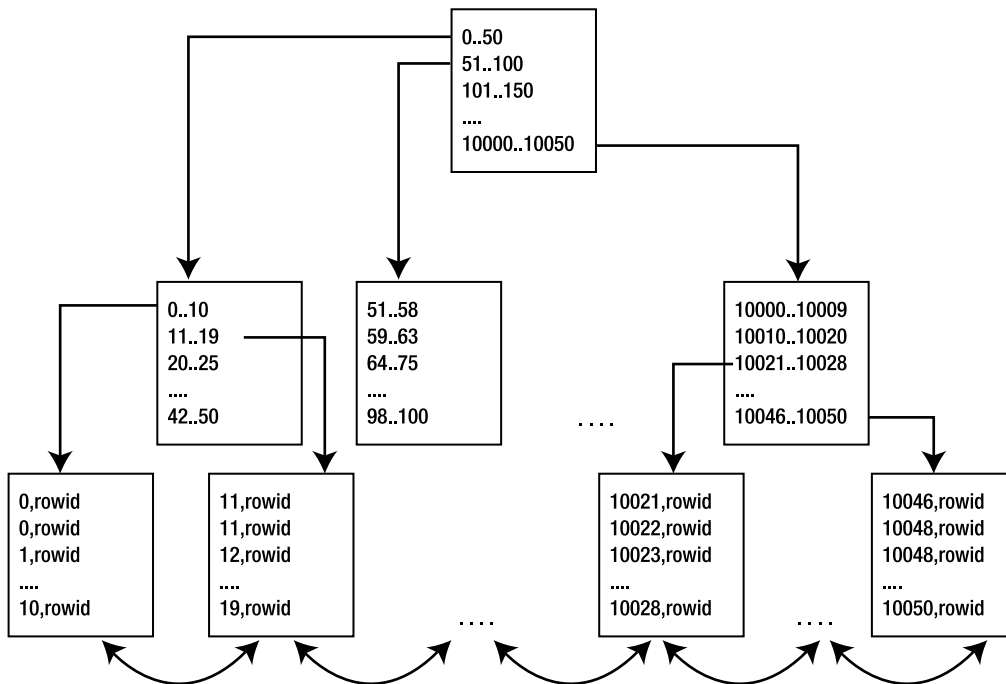 0..50
51..100
101..150
....
10000..10050
0..10
11..19
20..25
....
42..50
51..58
59..63
64..75
....
98..100
....
10000..10009
10010..10020
10021..10028
....
10046..10050
0,rowid
0,rowid
1,rowid
....
10,rowid
11,rowid
11,rowid
12,rowid
....
19,rowid
....
10021,rowid
10022,rowid
10023,rowid
....
10028,rowid
....
10046,rowid
10048,rowid
10048,rowid
....
10050,rowid